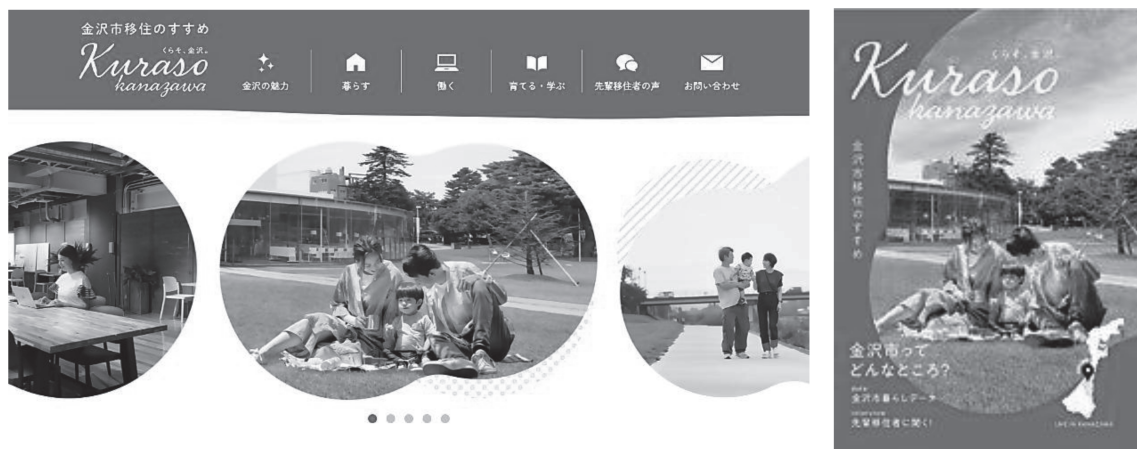 金沢市移住のすすめ
くらそ、金沢。
Kuraso
kanazawa
金沢の魅力
暮らす
働く
育てる・学ぶ
先輩移住者の声
お問い合わせ
くらそ、金沢。
Kuraso
kanazawa
金沢市移住のすすめ
金沢市って
どんなところ?
金沢市暮らしデータ
先輩移住者に聞く!
LIVE IN KANAZAWA